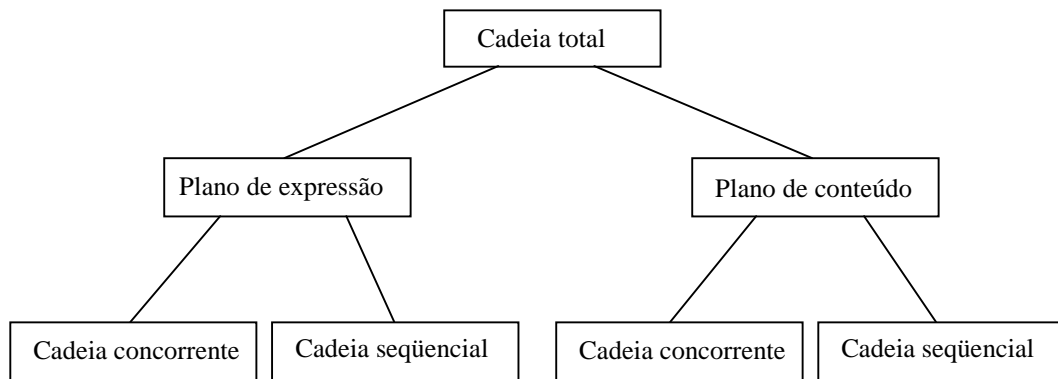 Cadeia total
Plano de expressão
Plano de conteúdo
Cadeia concorrente
Cadeia seqüencial
Cadeia concorrente
Cadeia seqüencial